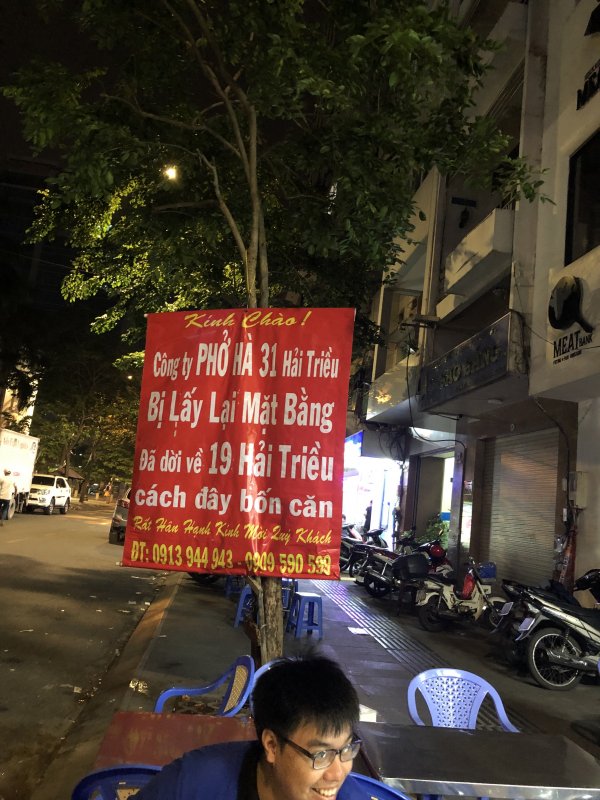 Kính Chào!
Công ty PHỞ HÀ 31 Hải Triều
Bị Lấy Lại Mặt Bằng
Đã dời về 19 Hải Triều
cách đây bốn căn
Rất Hân Hạnh Kính Mời Quý Khách
ĐT: 0913 944 943 - 0909 590 599
MEAT
BANK